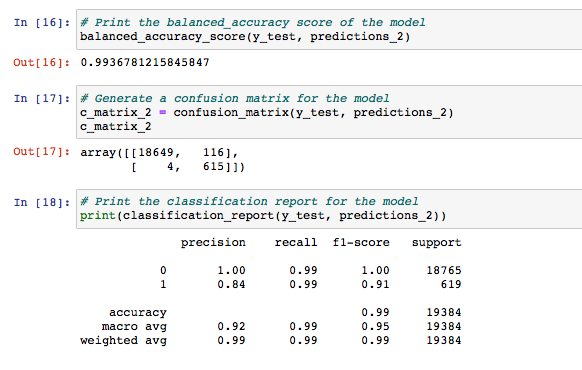 In [16]: # Print the balanced_accuracy score of the model
balanced_accuracy_score(y_test, predictions_2)
Out[16]: 0.9936781215845847
In [17]: # Generate a confusion matrix for the model
c_matrix_2 = confusion_matrix(y_test, predictions_2)
c_matrix_2
Out[17]: array([[18649, 116],
[ 4, 615]])
In [18]: # Print the classification report for the model
print(classification_report(y_test, predictions_2))
precision recall f1-score support
0 1.00 0.99 1.00 18765
1 0.84 0.99 0.91 619
accuracy 0.99 19384
macro avg 0.92 0.99 0.95 19384
weighted avg 0.99 0.99 0.99 19384